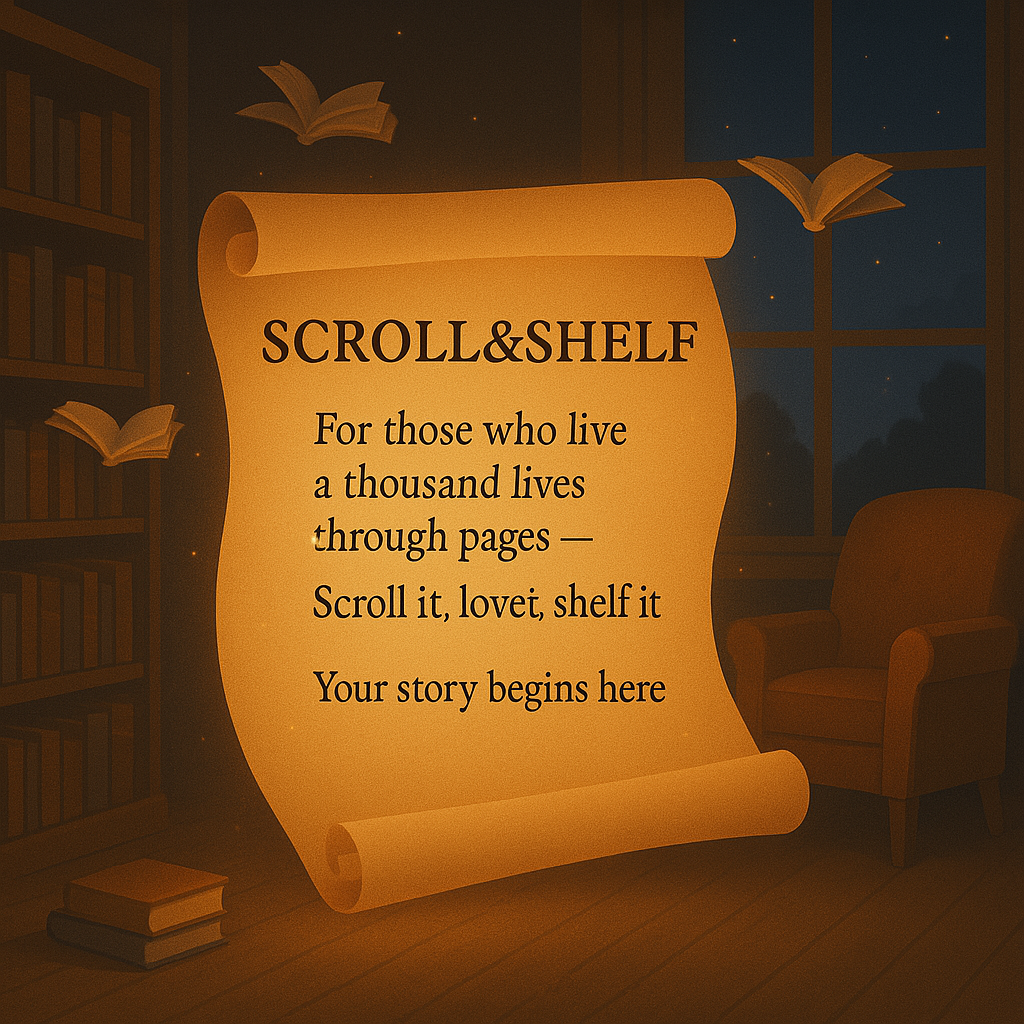 SCROLL&SHELF
For those who live
a thousand lives
through pages —
Scroll it, lovet, shelf it
Your story begins here